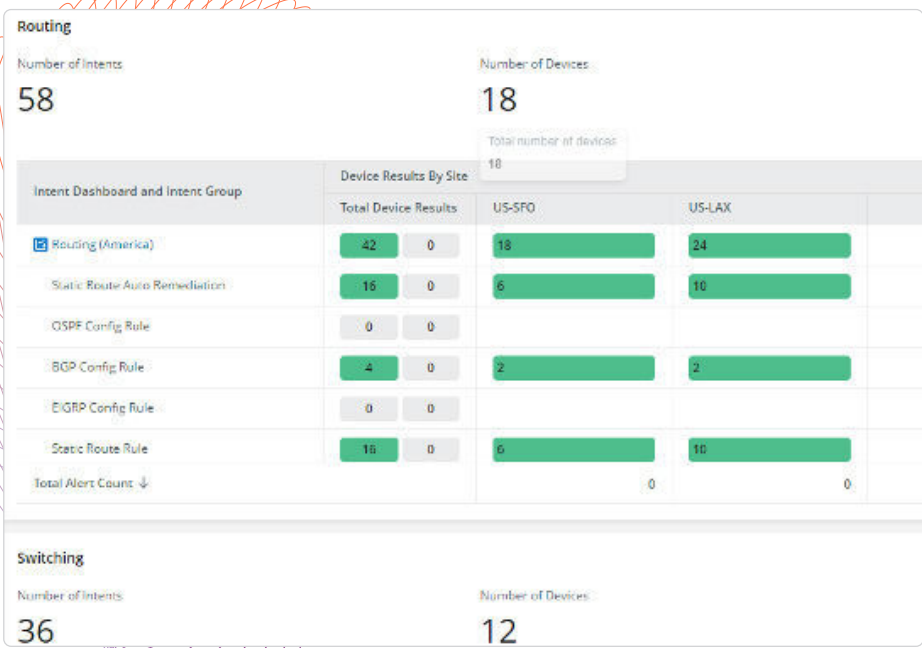 Routing
Number of Intents
Number of Devices
58
18
Total number of devices
18
Intent Dashboard and Intent Group
Device Results By Site
Total Device Results
US-SFO
US-LAX
Routing (America)
42
0
18
24
Static Route Auto Remediation
16
0
6
10
OSPF Config Rule
0
0
BGP Config Rule
4
0
2
2
EIGRP Config Rule
0
0
Static Route Rule
16
0
6
10
Total Alert Count ↓
0
0
Switching
Number of Intents
Number of Devices
36
12